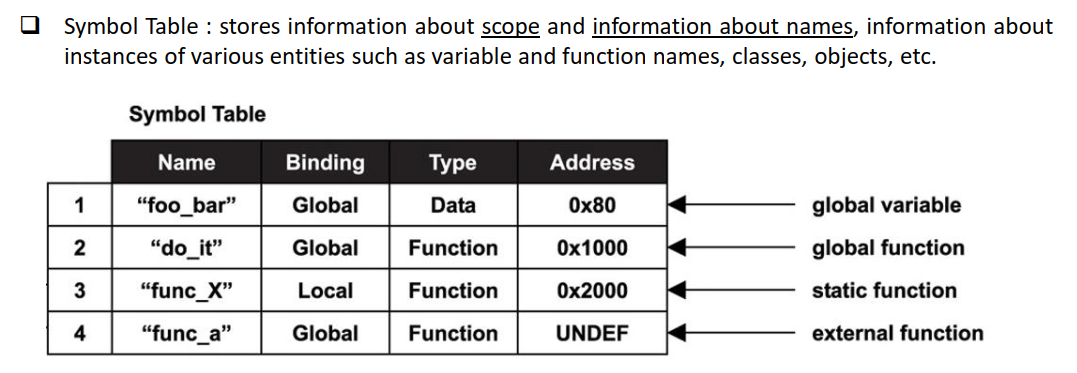 ❑ Symbol Table : stores information about scope and information about names, information about
instances of various entities such as variable and function names, classes, objects, etc.
Symbol Table
Name Binding Type Address
1 “foo_bar” Global Data 0x80 global variable
2 “do_it” Global Function 0x1000 global function
3 “func_X” Local Function 0x2000 static function
4 “func_a” Global Function UNDEF external function